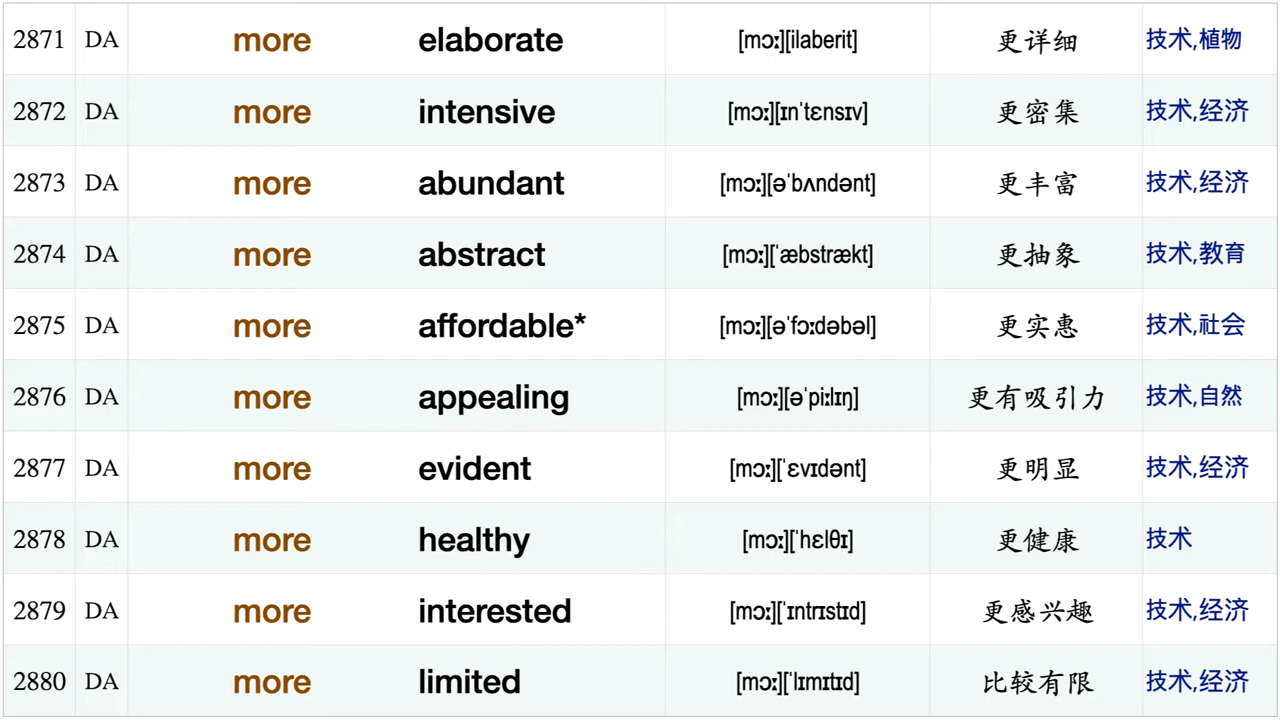 2871 DA more elaborate [mɔː][ilaberit] 更详细 技术,植物
2872 DA more intensive [mɔː][ɪnˈtɛnsɪv] 更密集 技术,经济
2873 DA more abundant [mɔː][əˈbʌndənt] 更丰富 技术,经济
2874 DA more abstract [mɔː][ˈæbstrækt] 更抽象 技术,教育
2875 DA more affordable* [mɔː][əˈfɔːdəbəl] 更实惠 技术,社会
2876 DA more appealing [mɔː][əˈpiːlɪŋ] 更有吸引力 技术,自然
2877 DA more evident [mɔː][ˈɛvɪdənt] 更明显 技术,经济
2878 DA more healthy [mɔː][ˈhɛlθɪ] 更健康 技术
2879 DA more interested [mɔː][ˈɪntrɪstɪd] 更感兴趣 技术,经济
2880 DA more limited [mɔː][ˈlɪmɪtɪd] 比较有限 技术,经济